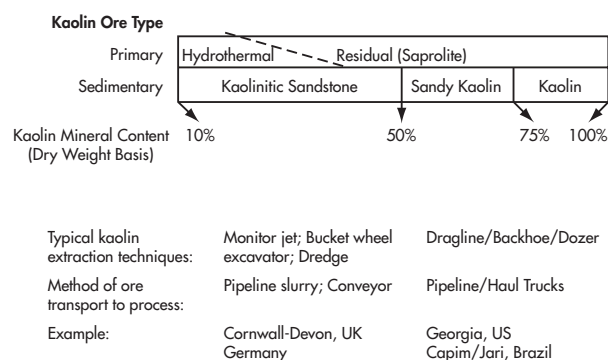 Kaolin Ore Type
Primary Hydrothermal Residual (Saprolite)
Sedimentary Kaolinitic Sandstone Sandy Kaolin Kaolin
Kaolin Mineral Content 10% 50% 75% 100%
(Dry Weight Basis)
Typical kaolin Monitor jet; Bucket wheel Dragline/Backhoe/Dozer
extraction techniques: excavator; Dredge
Method of ore Pipeline slurry; Conveyor Pipeline/Haul Trucks
transport to process:
Example: Cornwall-Devon, UK Georgia, US
Germany Capim/Jari, Brazil